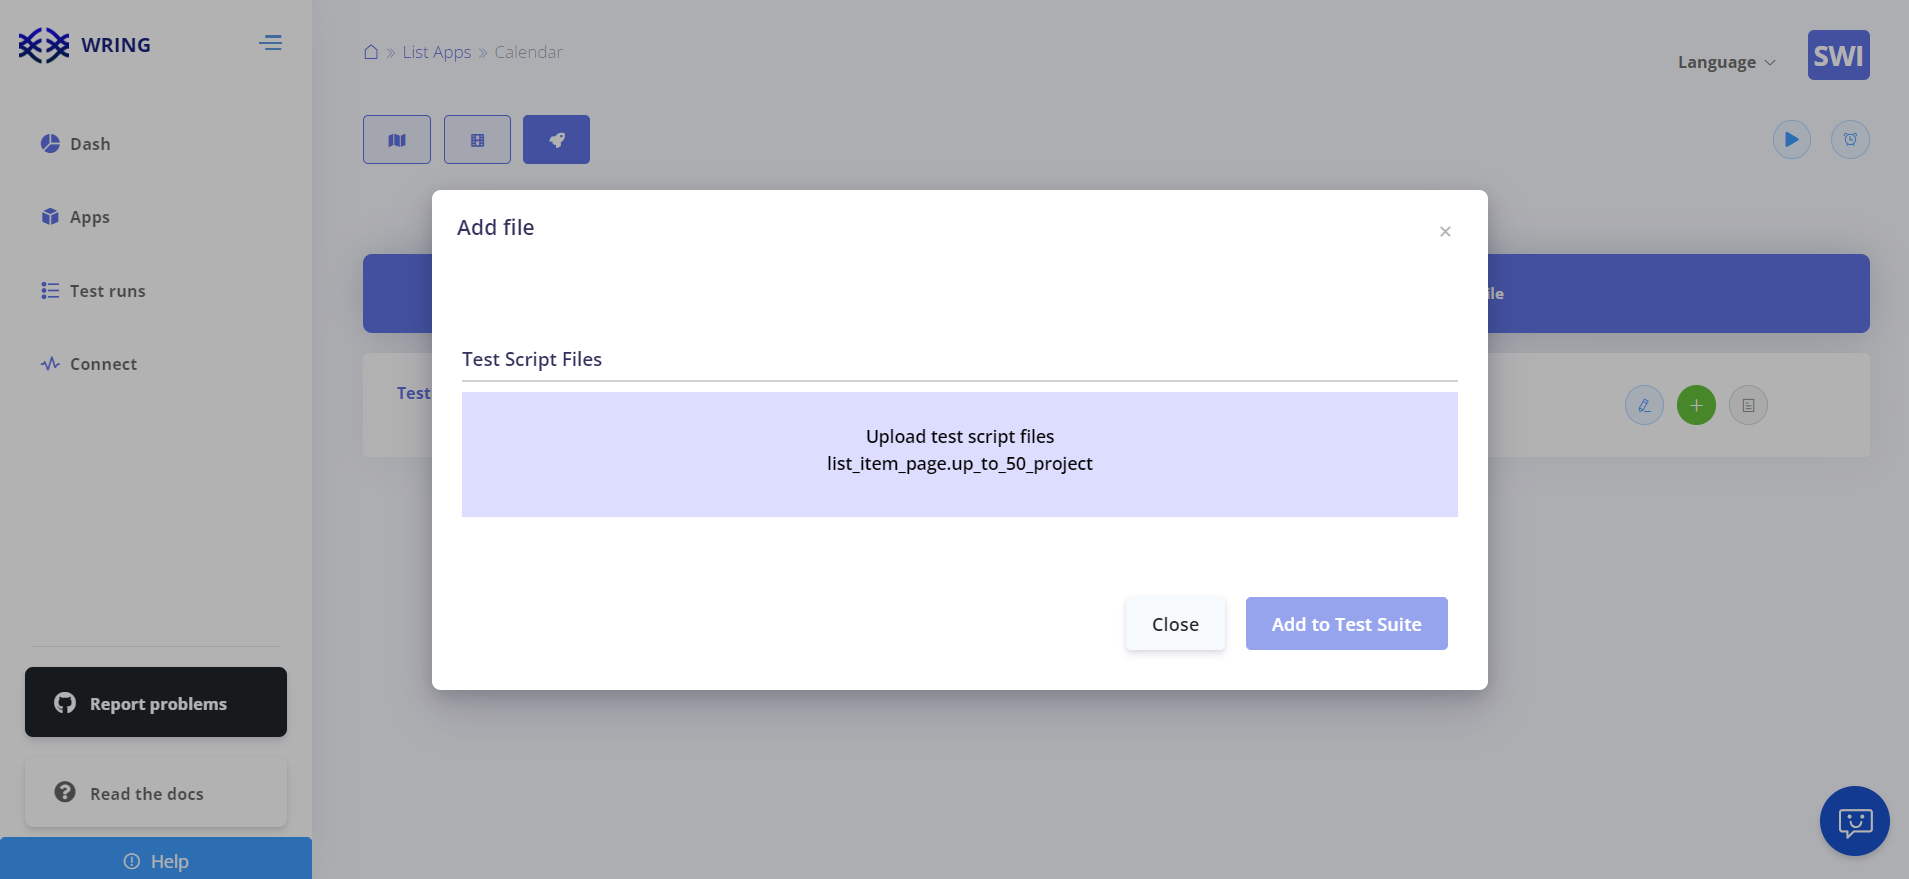 WRING
List Apps » Calendar
Language
SWI
Dash
Apps
Test runs
Connect
Add file
×
ile
Test Script Files
Test
Upload test script files
list_item_page.up_to_50_project
Close
Add to Test Suite
Report problems
Read the docs
Help